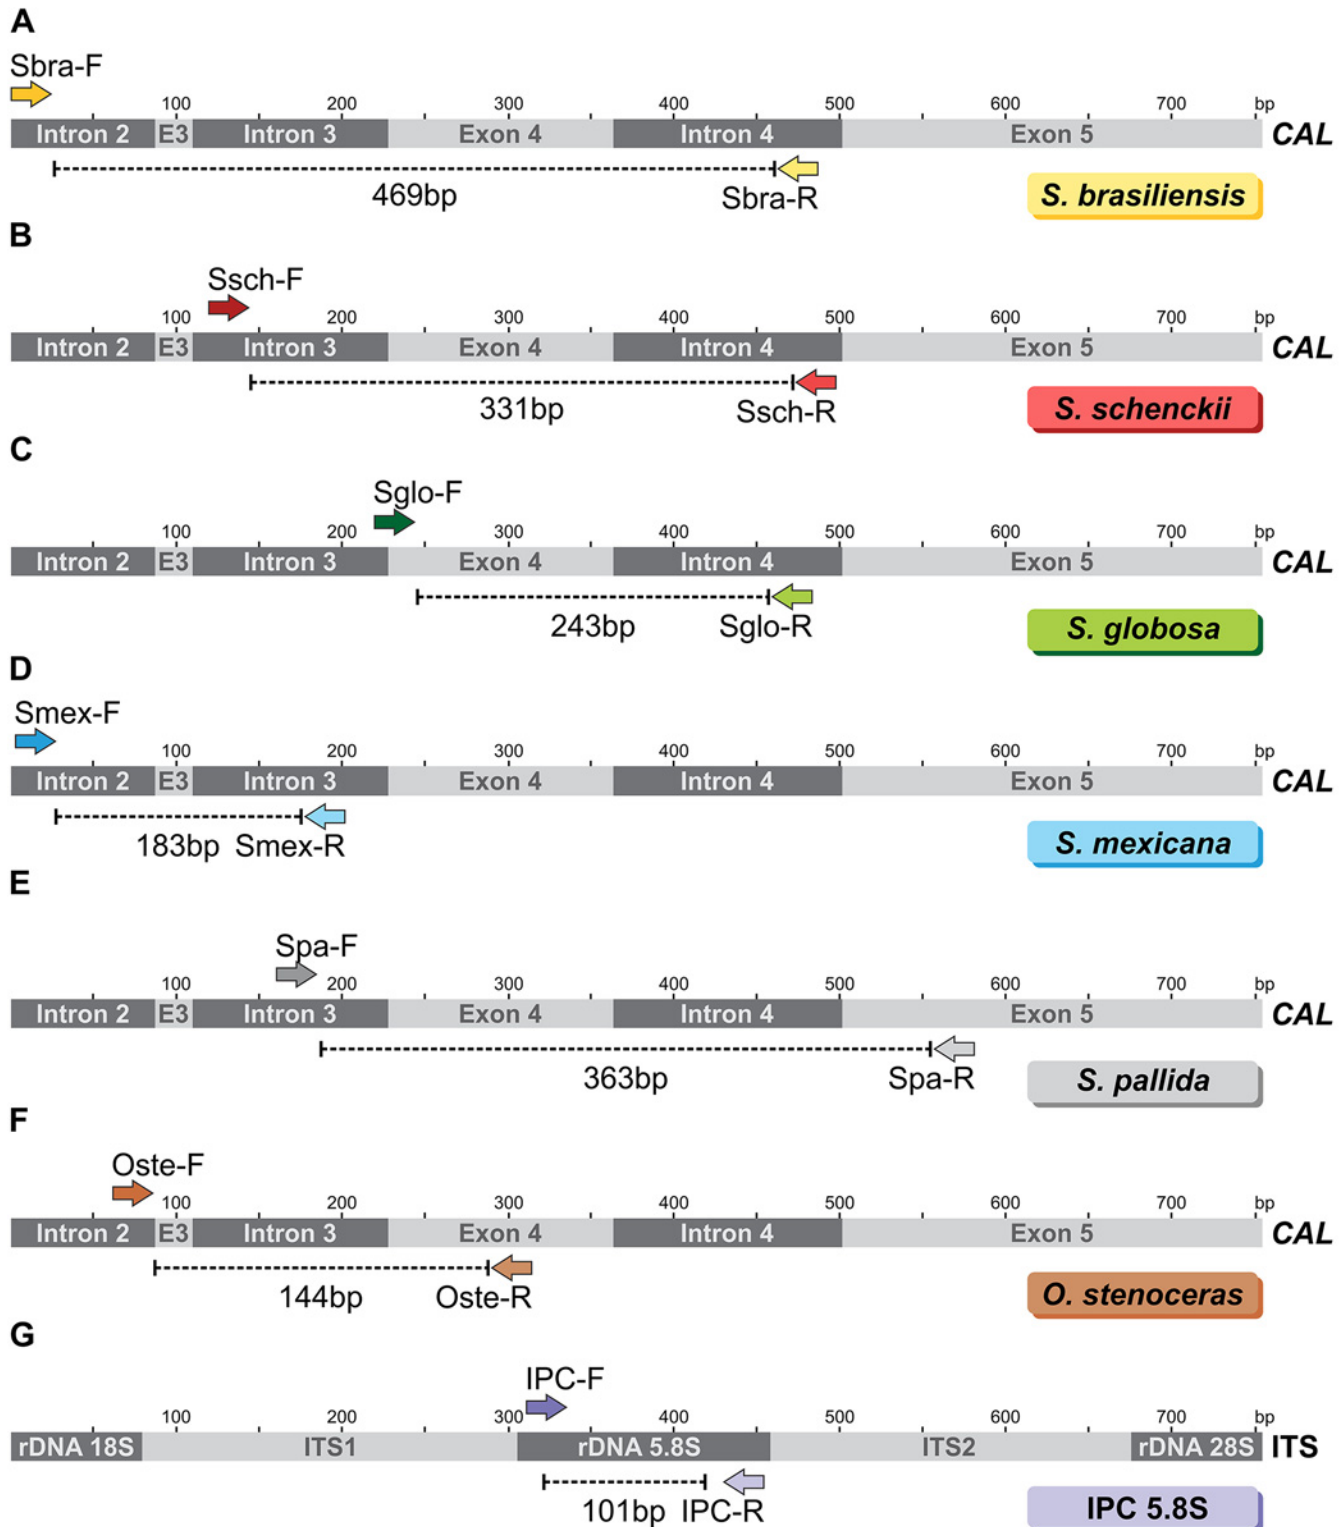 A
Sbra-F
100 200 300 400 500 600 700 bp
Intron 2 E3 Intron 3 Exon 4 Intron 4 Exon 5 CAL
469bp Sbra-R
S. brasiliensis
B
Ssch-F
100 200 300 400 500 600 700 bp
Intron 2 E3 Intron 3 Exon 4 Intron 4 Exon 5 CAL
331bp Ssch-R
S. schenckii
C
Sglo-F
100 200 300 400 500 600 700 bp
Intron 2 E3 Intron 3 Exon 4 Intron 4 Exon 5 CAL
243bp Sglo-R
S. globosa
D
Smex-F
100 200 300 400 500 600 700 bp
Intron 2 E3 Intron 3 Exon 4 Intron 4 Exon 5 CAL
183bp Smex-R
S. mexicana
E
Spa-F
100 200 300 400 500 600 700 bp
Intron 2 E3 Intron 3 Exon 4 Intron 4 Exon 5 CAL
363bp Spa-R
S. pallida
F
Oste-F
100 200 300 400 500 600 700 bp
Intron 2 E3 Intron 3 Exon 4 Intron 4 Exon 5 CAL
144bp Oste-R
O. stenoceras
G
IPC-F
100 200 300 400 500 600 700 bp
rDNA 18S ITS1 rDNA 5.8S ITS2 rDNA 28S ITS
101bp IPC-R
IPC 5.8S